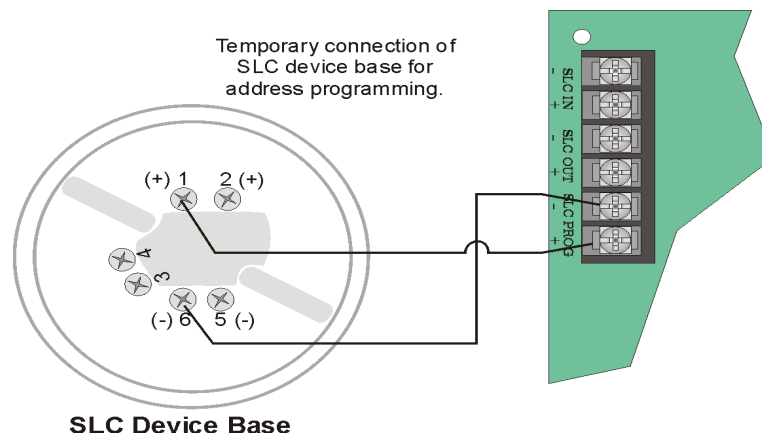 Temporary connection of
SLC device base for
address programming.
(+) 1
2 (+)
4
3
(-) 6
5 (-)
SLC Device Base
- SLC IN +
- SLC OUT +
- SLC PROG +